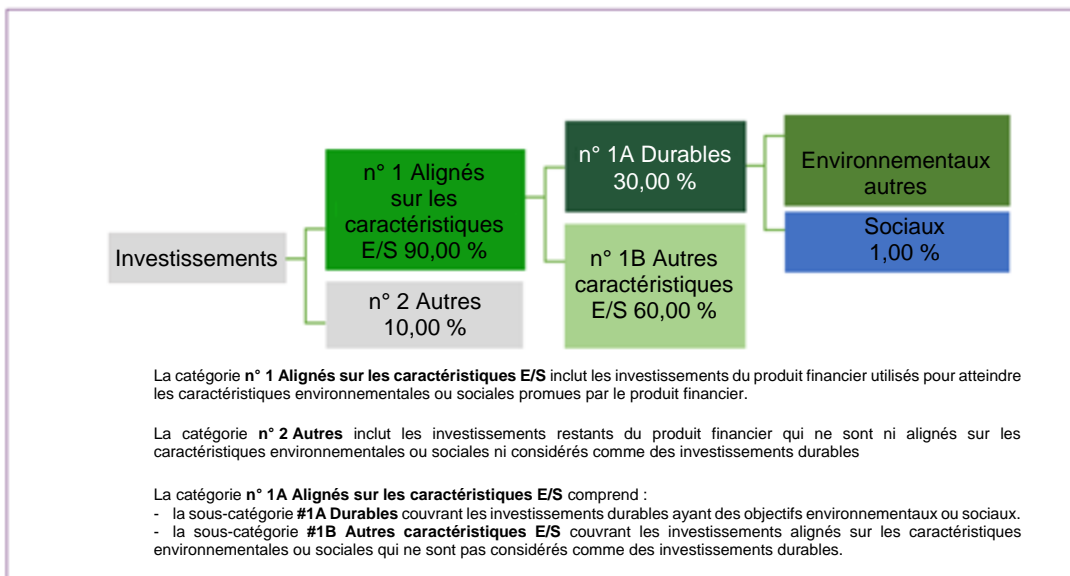 Investissements
n° 1 Alignés
sur les
caractéristiques
E/S 90,00 %
n° 2 Autres
10,00 %
n° 1A Durables
30,00 %
n° 1B Autres
caractéristiques
E/S 60,00 %
Environnementaux
autres
Sociaux
1,00 %
La catégorie n° 1 Alignés sur les caractéristiques E/S inclut les investissements du produit financier utilisés pour atteindre
les caractéristiques environnementales ou sociales promues par le produit financier.
La catégorie n° 2 Autres inclut les investissements restants du produit financier qui ne sont ni alignés sur les
caractéristiques environnementales ou sociales ni considérés comme des investissements durables
La catégorie n° 1A Alignés sur les caractéristiques E/S comprend :
- la sous-catégorie #1A Durables couvrant les investissements durables ayant des objectifs environnementaux ou sociaux.
- la sous-catégorie #1B Autres caractéristiques E/S couvrant les investissements alignés sur les caractéristiques
environnementales ou sociales qui ne sont pas considérés comme des investissements durables.